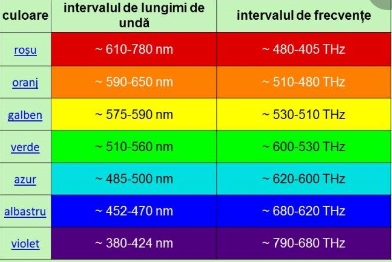 culoare intervalul de lungimi de undă intervalul de frecvențe
roșu ~ 610-780 nm ~ 480-405 THz
oranj ~ 590-650 nm ~ 510-480 THz
galben ~ 575-590 nm ~ 530-510 THz
verde ~ 510-560 nm ~ 600-530 THz
azur ~ 485-500 nm ~ 620-600 THz
albastru ~ 452-470 nm ~ 680-620 THz
violet ~ 380-424 nm ~ 790-680 THz